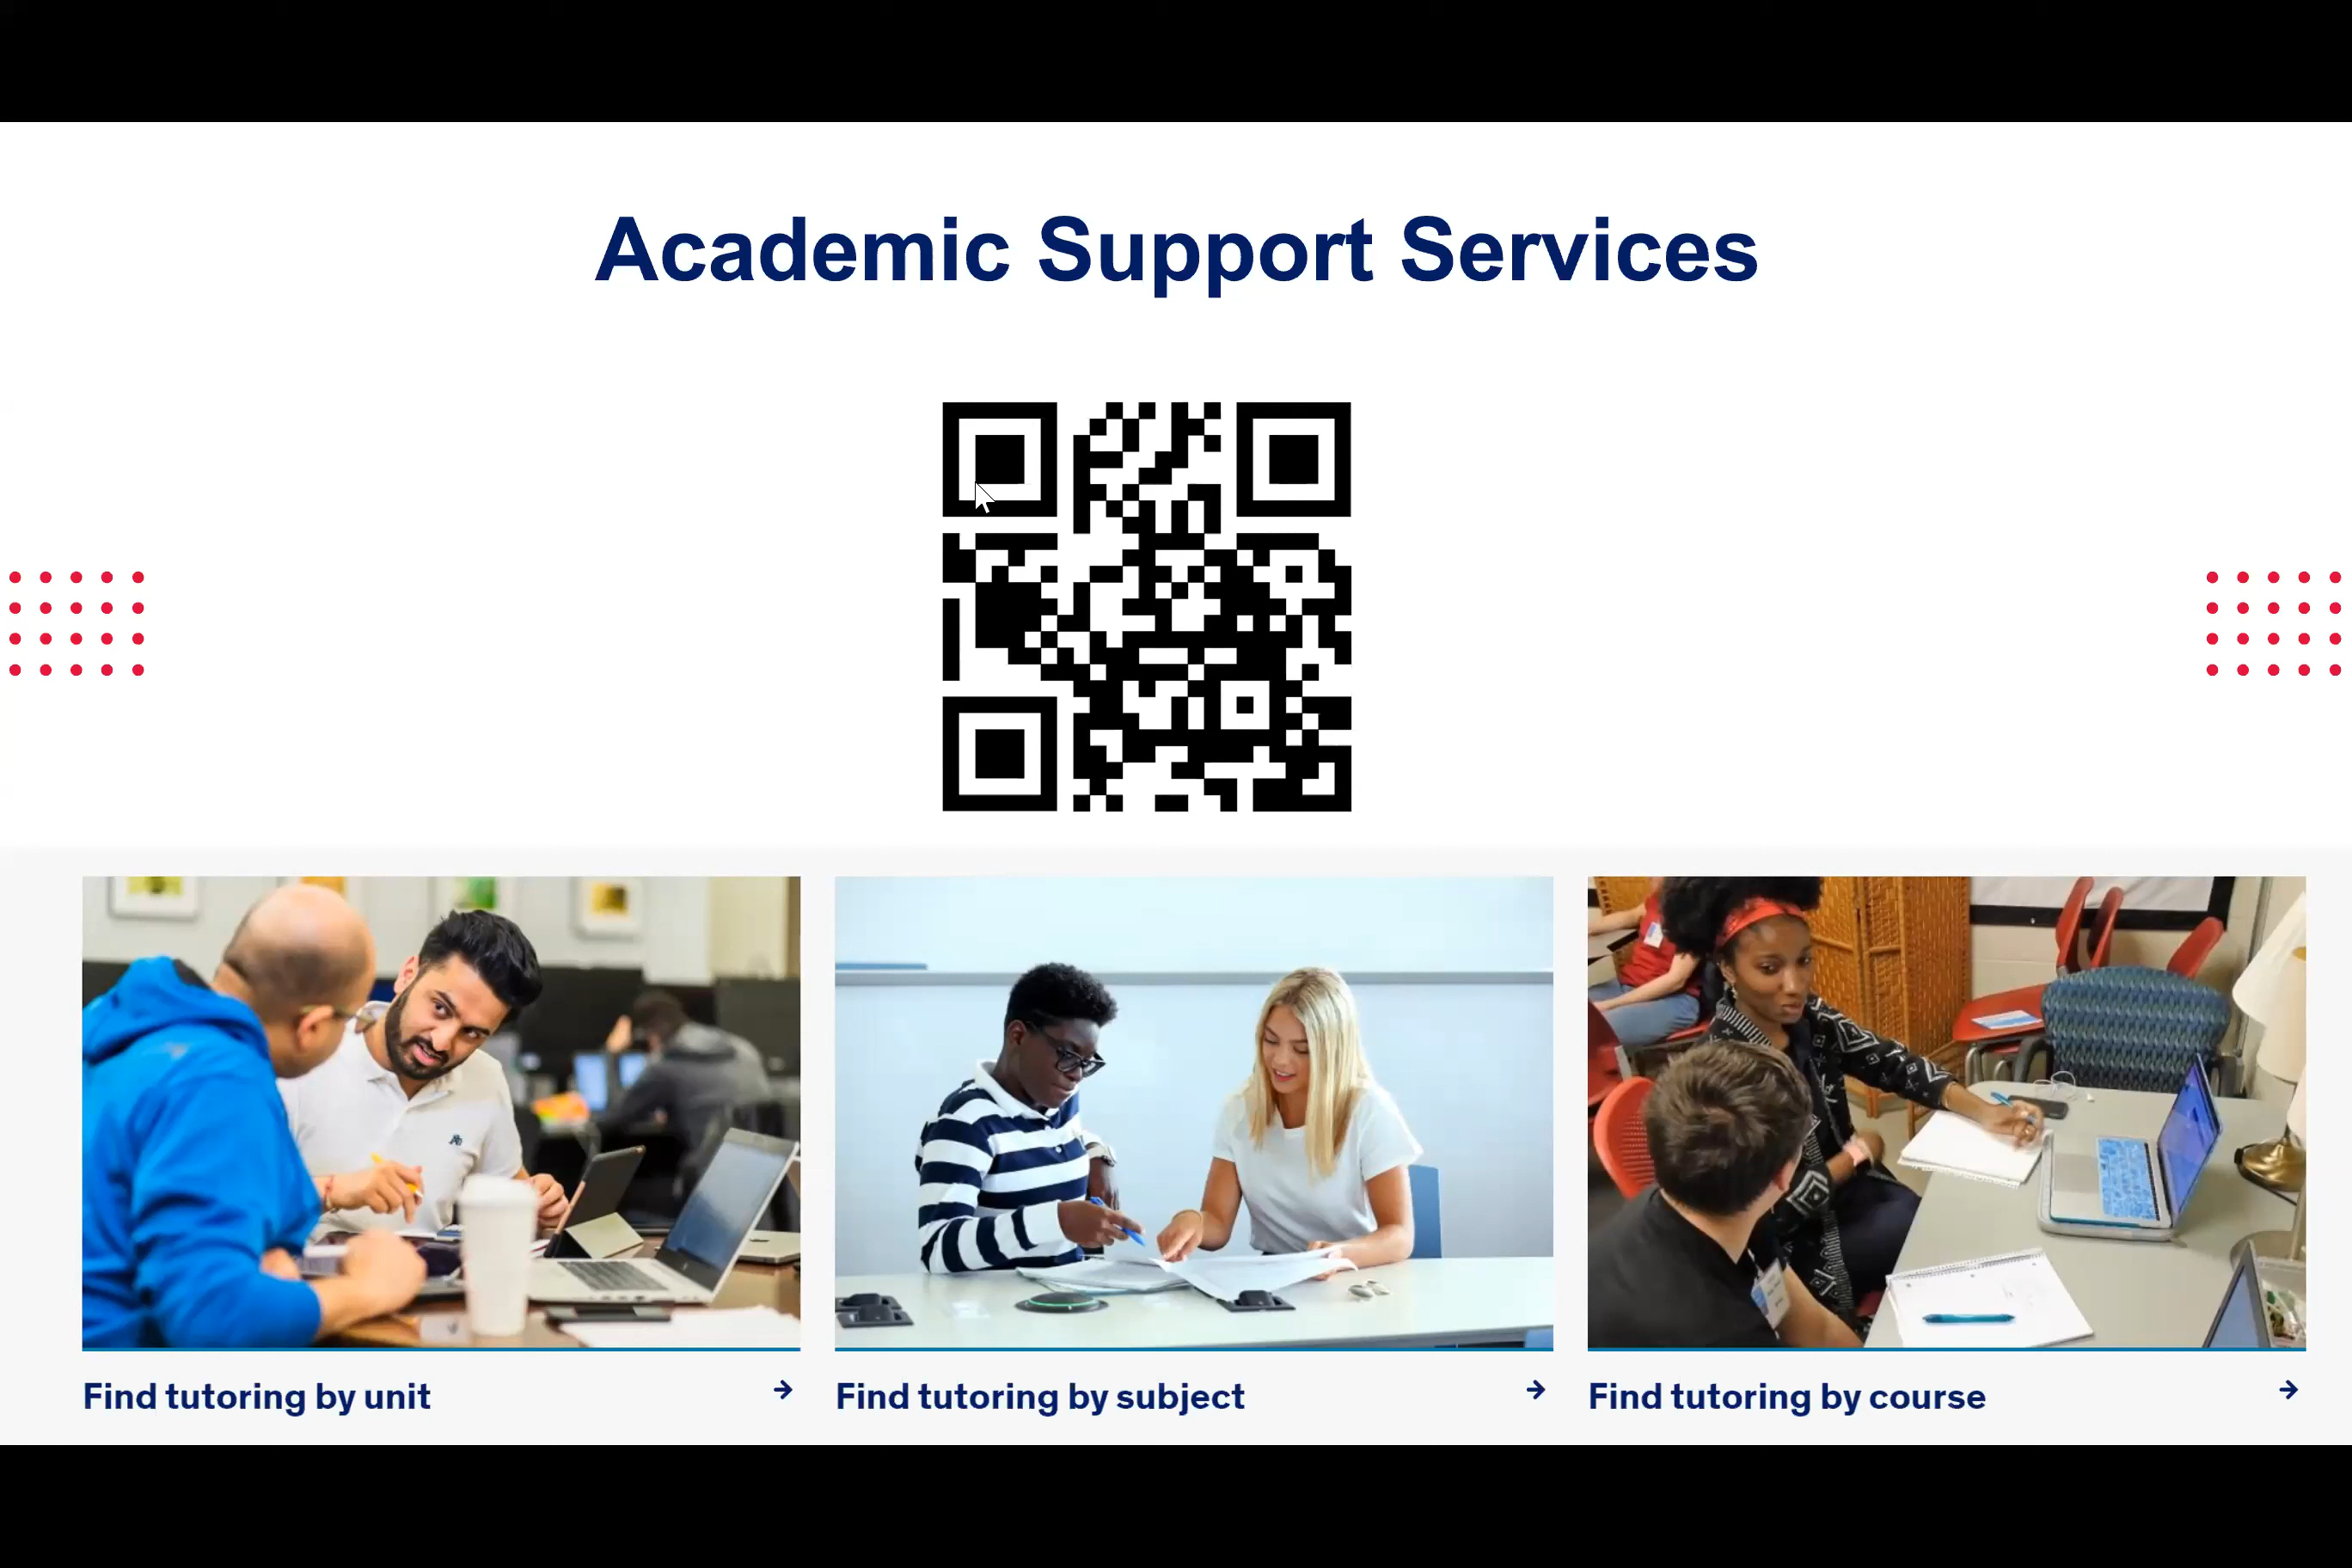 Academic Support Services
Find tutoring by unit
Find tutoring by subject
Find tutoring by course